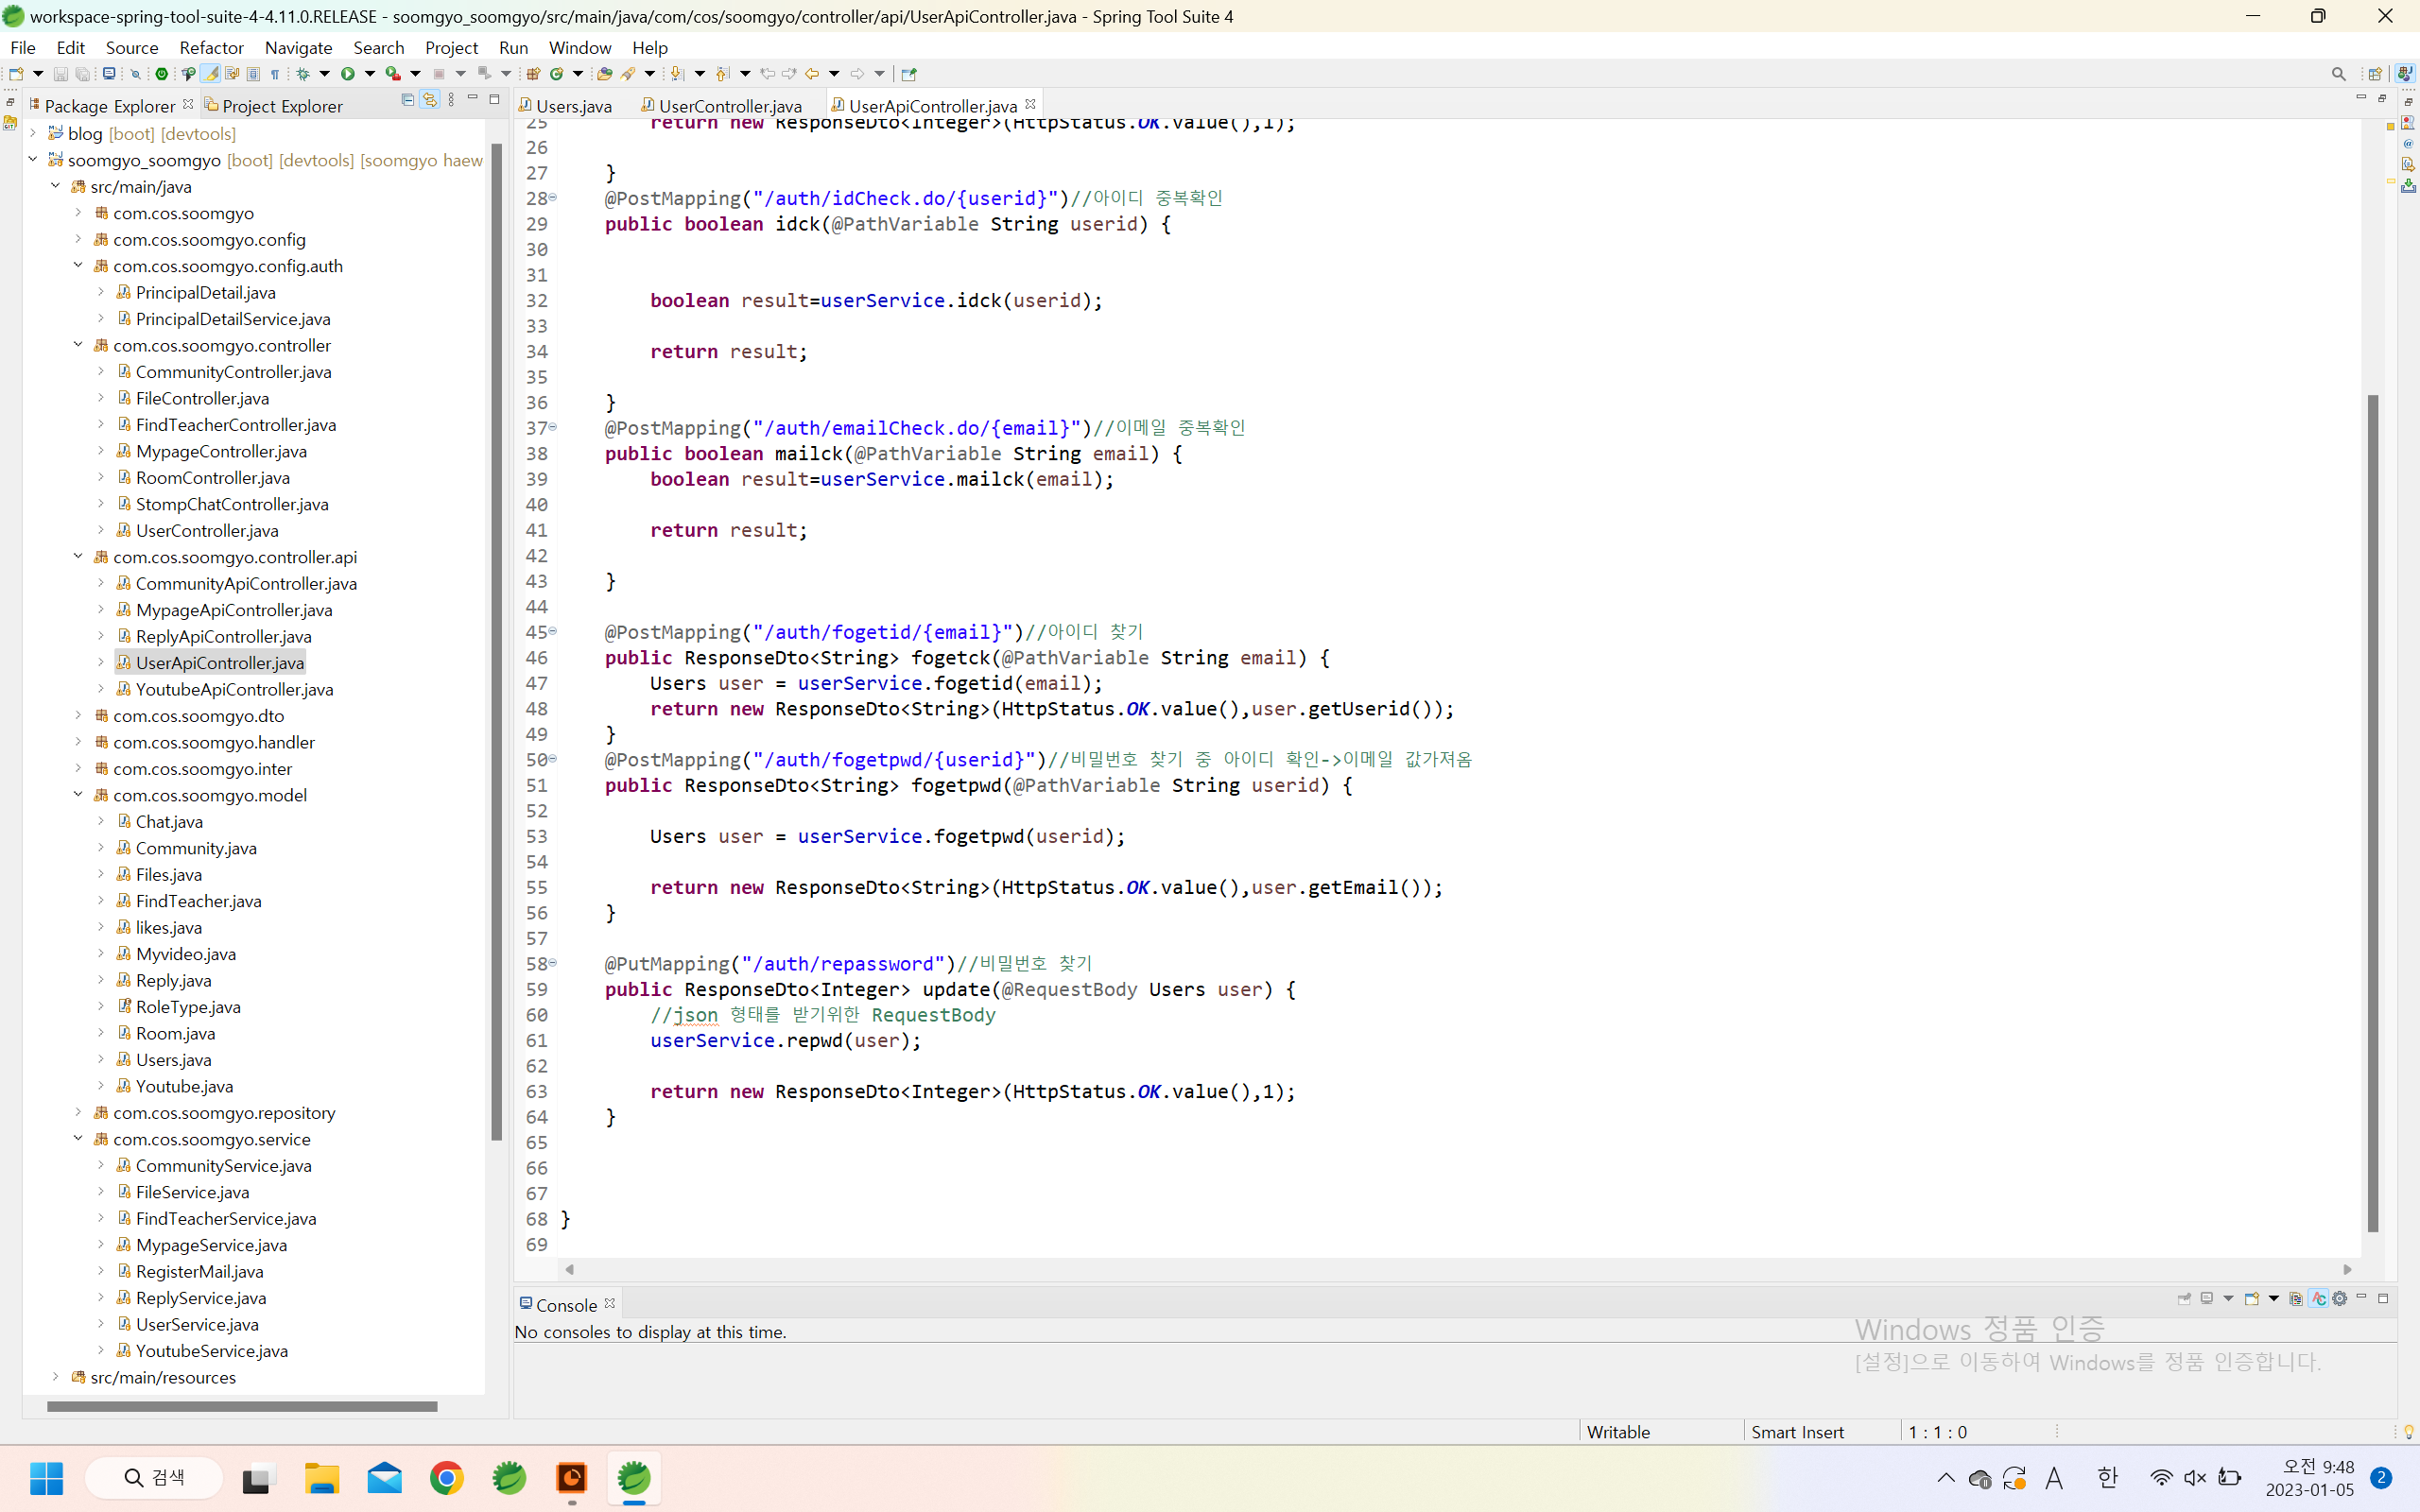 workspace-spring-tool-suite-4-4.11.0.RELEASE - soomgyo_soomgyo/src/main/java/com/cos/soomgyo/controller/api/UserApiController.java - Spring Tool Suite 4
File Edit Source Refactor Navigate Search Project Run Window Help
Package Explorer
Project Explorer
blog [boot] [devtools]
soomgyo_soomgyo [boot] [devtools] [soomgyo haew
src/main/java
com.cos.soomgyo
com.cos.soomgyo.config
com.cos.soomgyo.config.auth
PrincipalDetail.java
PrincipalDetailService.java
com.cos.soomgyo.controller
CommunityController.java
FileController.java
FindTeacherController.java
MypageController.java
RoomController.java
StompChatController.java
UserController.java
com.cos.soomgyo.controller.api
CommunityApiController.java
MypageApiController.java
ReplyApiController.java
UserApiController.java
YoutubeApiController.java
com.cos.soomgyo.dto
com.cos.soomgyo.handler
com.cos.soomgyo.inter
com.cos.soomgyo.model
Chat.java
Community.java
Files.java
FindTeacher.java
likes.java
Myvideo.java
Reply.java
RoleType.java
Room.java
Users.java
Youtube.java
com.cos.soomgyo.repository
com.cos.soomgyo.service
CommunityService.java
FileService.java
FindTeacherService.java
MypageService.java
RegisterMail.java
ReplyService.java
UserService.java
YoutubeService.java
src/main/resources
Users.java
UserController.java
UserApiController.java
25 return new ResponseDto<Integer>(HttpStatus.OK.value(),1);
26
27 }
28 @PostMapping("/auth/idCheck.do/{userid}")//아이디 중복확인
29 public boolean idck(@PathVariable String userid) {
30
31
32 boolean result=userService.idck(userid);
33
34 return result;
35
36 }
37 @PostMapping("/auth/emailCheck.do/{email}")//이메일 중복확인
38 public boolean mailck(@PathVariable String email) {
39 boolean result=userService.mailck(email);
40
41 return result;
42
43 }
44
45 @PostMapping("/auth/fogetid/{email}")//아이디 찾기
46 public ResponseDto<String> fogetck(@PathVariable String email) {
47 Users user = userService.fogetid(email);
48 return new ResponseDto<String>(HttpStatus.OK.value(),user.getUserid());
49 }
50 @PostMapping("/auth/fogetpwd/{userid}")//비밀번호 찾기 중 아이디 확인->이메일 값가져옴
51 public ResponseDto<String> fogetpwd(@PathVariable String userid) {
52
53 Users user = userService.fogetpwd(userid);
54
55 return new ResponseDto<String>(HttpStatus.OK.value(),user.getEmail());
56 }
57
58 @PutMapping("/auth/repassword")//비밀번호 찾기
59 public ResponseDto<Integer> update(@RequestBody Users user) {
60 //json 형태를 받기위한 RequestBody
61 userService.repwd(user);
62
63 return new ResponseDto<Integer>(HttpStatus.OK.value(),1);
64 }
65
66
67
68 }
69
Console
No consoles to display at this time.
Windows 정품 인증
[설정]으로 이동하여 Windows를 정품 인증합니다.
Writable
Smart Insert
1 : 1 : 0
검색
A
한
오전 9:48
2023-01-05
2